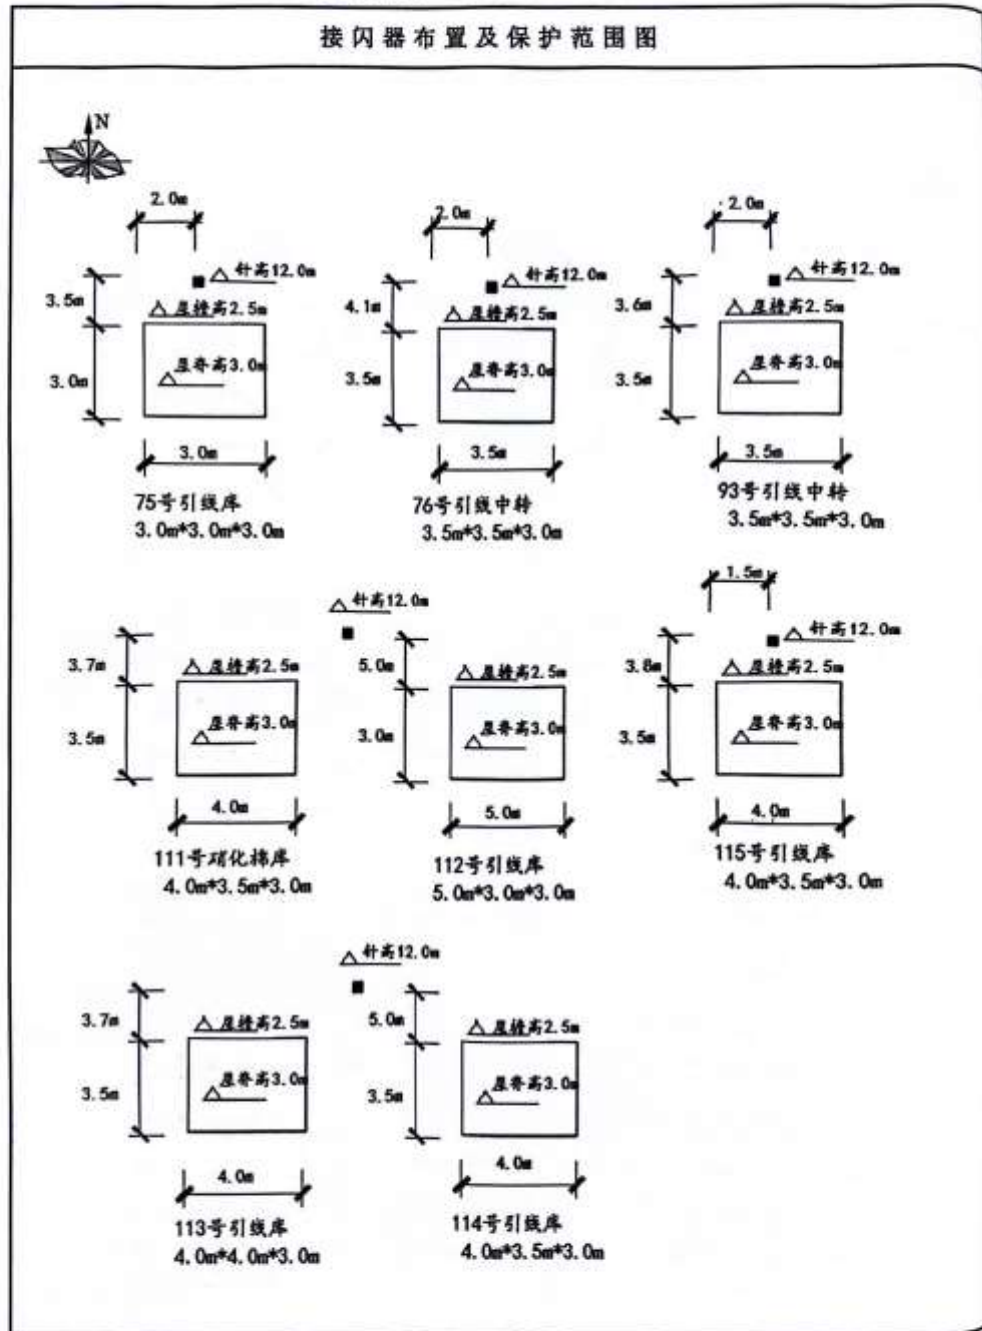 接闪器布置及保护范围图
N
2.0m
2.0m
2.0m
针高12.0m
针高12.0m
针高12.0m
3.5m
4.1m
3.6m
屋檐高2.5m
屋檐高2.5m
屋檐高2.5m
屋脊高3.0m
屋脊高3.0m
屋脊高3.0m
3.0m
3.5m
3.5m
3.0m
3.5m
3.5m
75号引线库
3.0m*3.0m*3.0m
76号引线中转
3.5m*3.5m*3.0m
93号引线中转
3.5m*3.5m*3.0m
1.5m
针高12.0m
针高12.0m
3.7m
5.0m
3.8m
屋檐高2.5m
屋檐高2.5m
屋檐高2.5m
屋脊高3.0m
屋脊高3.0m
屋脊高3.0m
3.5m
3.0m
3.5m
4.0m
5.0m
4.0m
111号硝化棉库
4.0m*3.5m*3.0m
112号引线库
5.0m*3.0m*3.0m
115号引线库
4.0m*3.5m*3.0m
针高12.0m
3.7m
5.0m
屋檐高2.5m
屋檐高2.5m
屋脊高3.0m
屋脊高3.0m
3.5m
3.5m
4.0m
4.0m
113号引线库
4.0m*4.0m*3.0m
114号引线库
4.0m*3.5m*3.0m